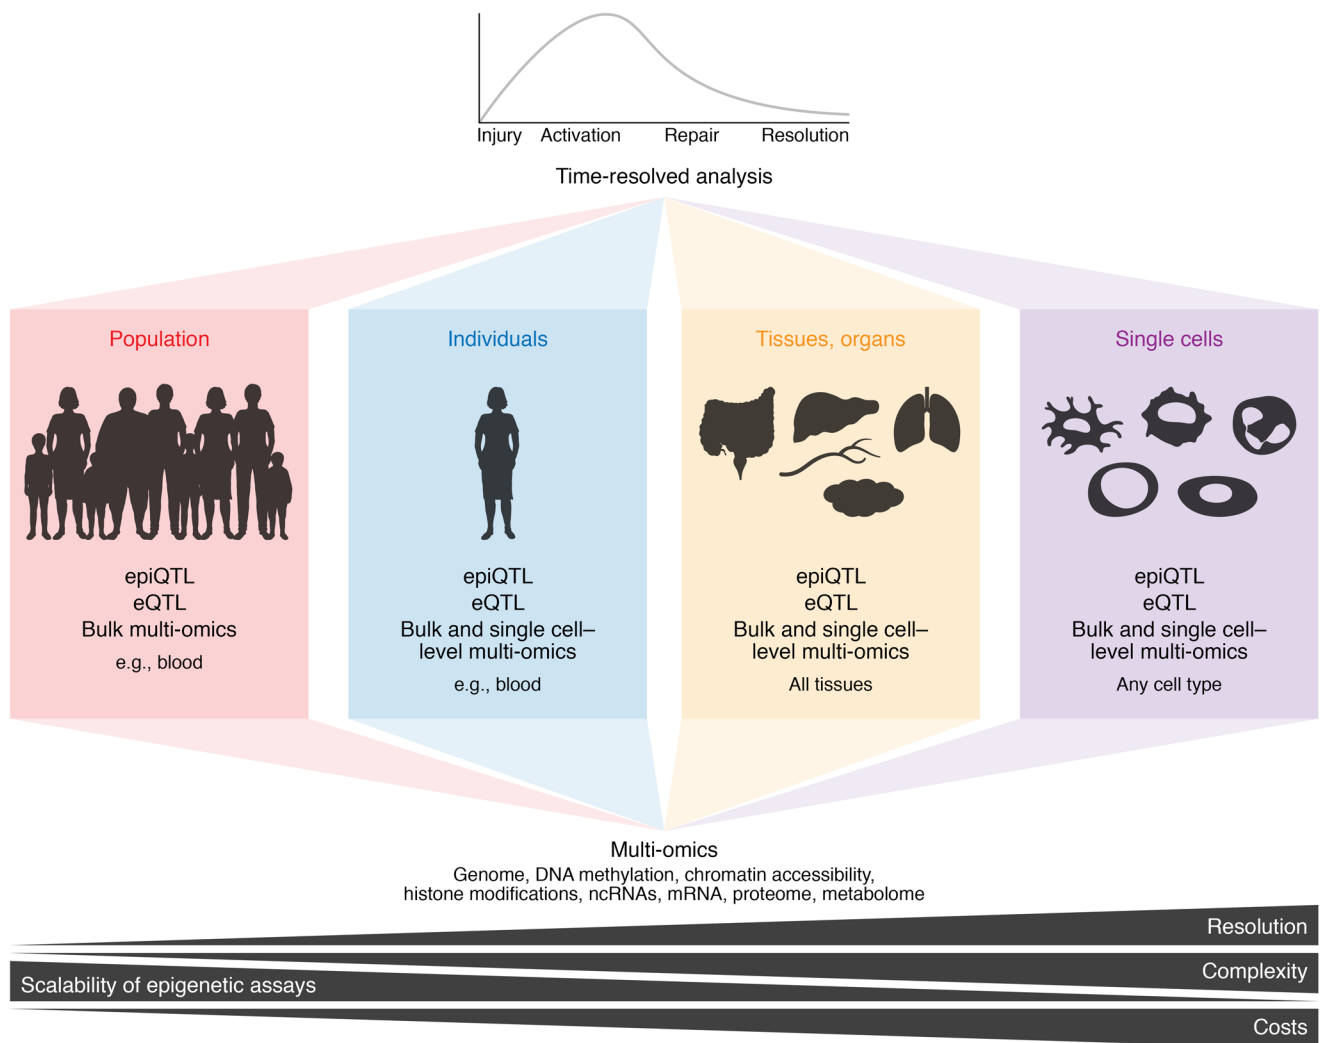 Injury Activation Repair Resolution
Time-resolved analysis
Population
epiQTL
eQTL
Bulk multi-omics
e.g., blood
Individuals
epiQTL
eQTL
Bulk and single cell–
level multi-omics
e.g., blood
Tissues, organs
epiQTL
eQTL
Bulk and single cell–
level multi-omics
All tissues
Single cells
epiQTL
eQTL
Bulk and single cell–
level multi-omics
Any cell type
Multi-omics
Genome, DNA methylation, chromatin accessibility,
histone modifications, ncRNAs, mRNA, proteome, metabolome
Resolution
Complexity
Scalability of epigenetic assays
Costs